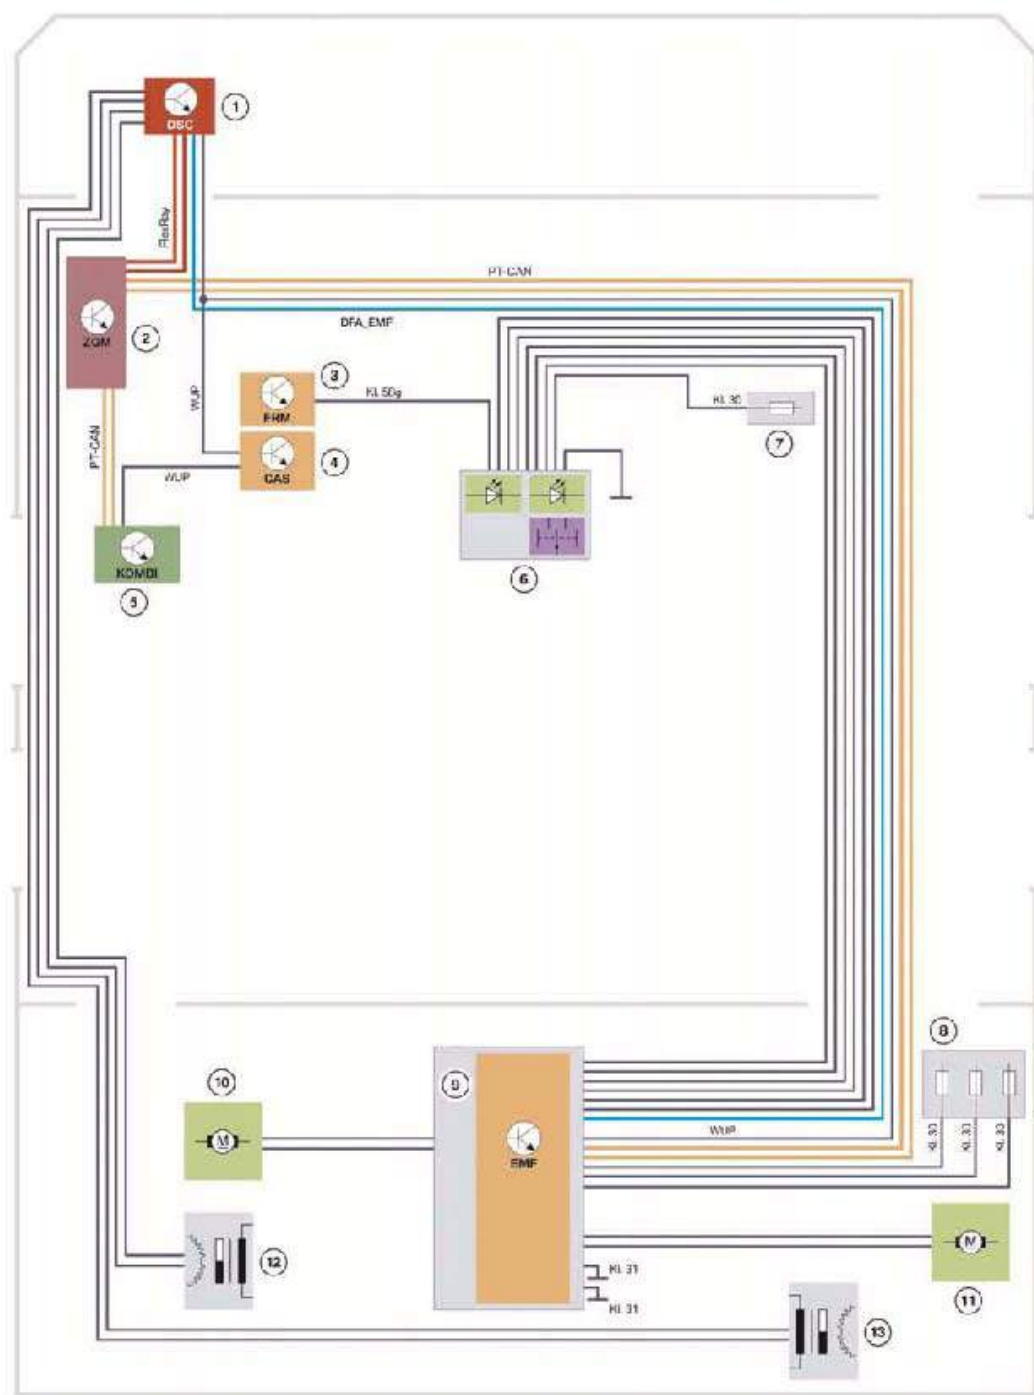 DSC
1
FlexRay
PT-CAN
ZGM
2
DFA_EMF
3
Kl. 50g
ERM
WUP
Kl. 30
7
PT-CAN
WUP
CAS
4
KOMBI
5
6
8
9
10
M
WUP
Kl. 30
Kl. 30
Kl. 30
EMF
M
11
12
Kl. 31
Kl. 31
13